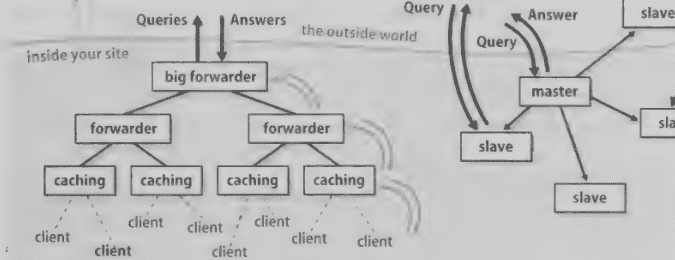 Queries
Answers
the outside world
inside your site
big forwarder
forwarder
forwarder
caching
caching
caching
caching
client
client
client
client
client
client
client
client
Query
Answer
Query
slave
master
sla
slave
slave